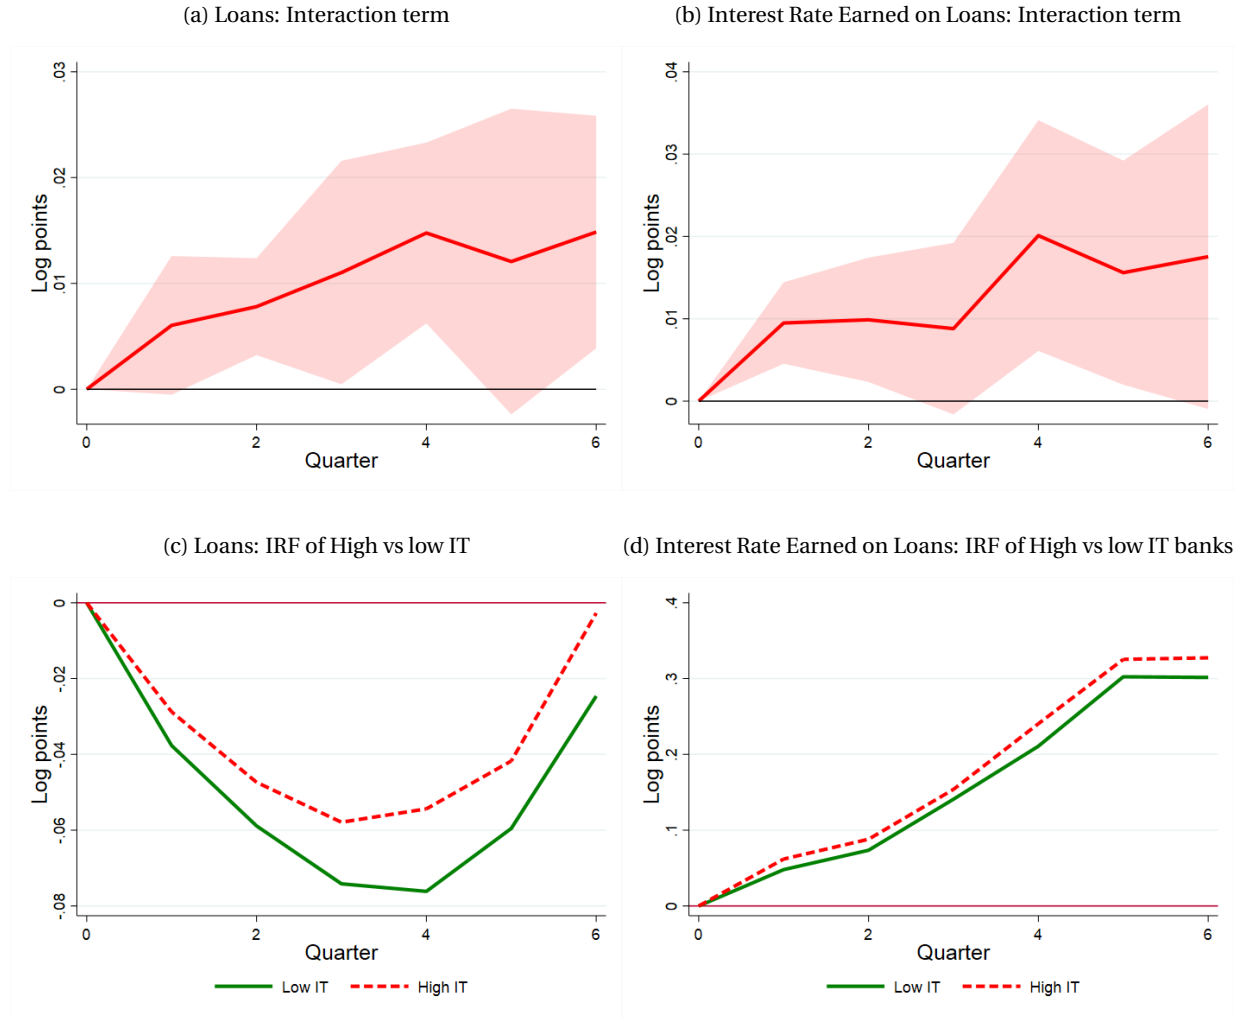 (a) Loans: Interaction term
.03
.02
.01
0
Log points
0 2 4 6
Quarter
(b) Interest Rate Earned on Loans: Interaction term
.04
.03
.02
.01
0
Log points
0 2 4 6
Quarter
(c) Loans: IRF of High vs low IT
0
-.02
-.04
-.06
-.08
Log points
0 2 4 6
Quarter
Low IT High IT
(d) Interest Rate Earned on Loans: IRF of High vs low IT banks
.4
.3
.2
.1
0
Log points
0 2 4 6
Quarter
Low IT High IT